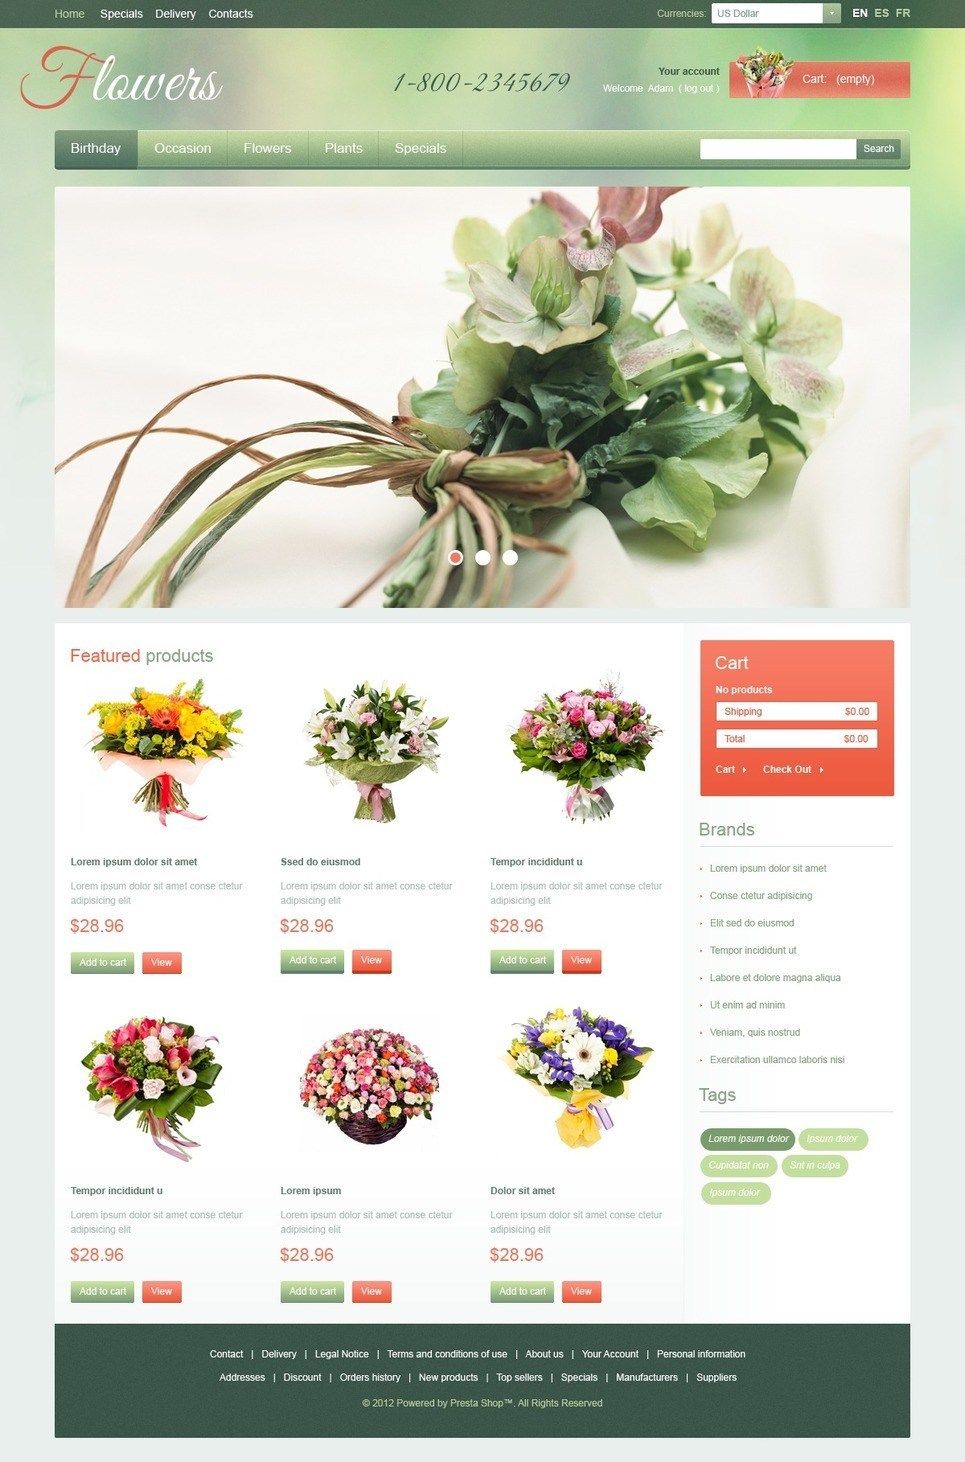 Home Specials Delivery Contacts Currencies: US Dollar EN ES FR
Flowers
1-800-2345679
Your account
Welcome Adam ( log out )
Cart: (empty)
Birthday Occasion Flowers Plants Specials Search
Featured products
Lorem ipsum dolor sit amet
Lorem ipsum dolor sit amet conse ctetur
adipisicing elit
$28.96
Add to cart View
Ssed do eiusmod
Lorem ipsum dolor sit amet conse ctetur
adipisicing elit
$28.96
Add to cart View
Tempor incididunt u
Lorem ipsum dolor sit amet conse ctetur
adipisicing elit
$28.96
Add to cart View
Tempor incididunt u
Lorem ipsum dolor sit amet conse ctetur
adipisicing elit
$28.96
Add to cart View
Lorem ipsum
Lorem ipsum dolor sit amet conse ctetur
adipisicing elit
$28.96
Add to cart View
Dolor sit amet
Lorem ipsum dolor sit amet conse ctetur
adipisicing elit
$28.96
Add to cart View
Cart
No products
Shipping $0.00
Total $0.00
Cart Check Out
Brands
Lorem ipsum dolor sit amet
Conse ctetur adipisicing
Elit sed do eiusmod
Tempor incididunt ut
Labore et dolore magna aliqua
Ut enim ad minim
Veniam, quis nostrud
Exercitation ullamco laboris nisi
Tags
Lorem ipsum dolor Ipsum dolor
Cupidatat non Snt in culpa
Ipsum dolor
Contact | Delivery | Legal Notice | Terms and conditions of use | About us | Your Account | Personal information
Addresses | Discount | Orders history | New products | Top sellers | Specials | Manufacturers | Suppliers
© 2012 Powered by Presta Shop™. All Rights Reserved